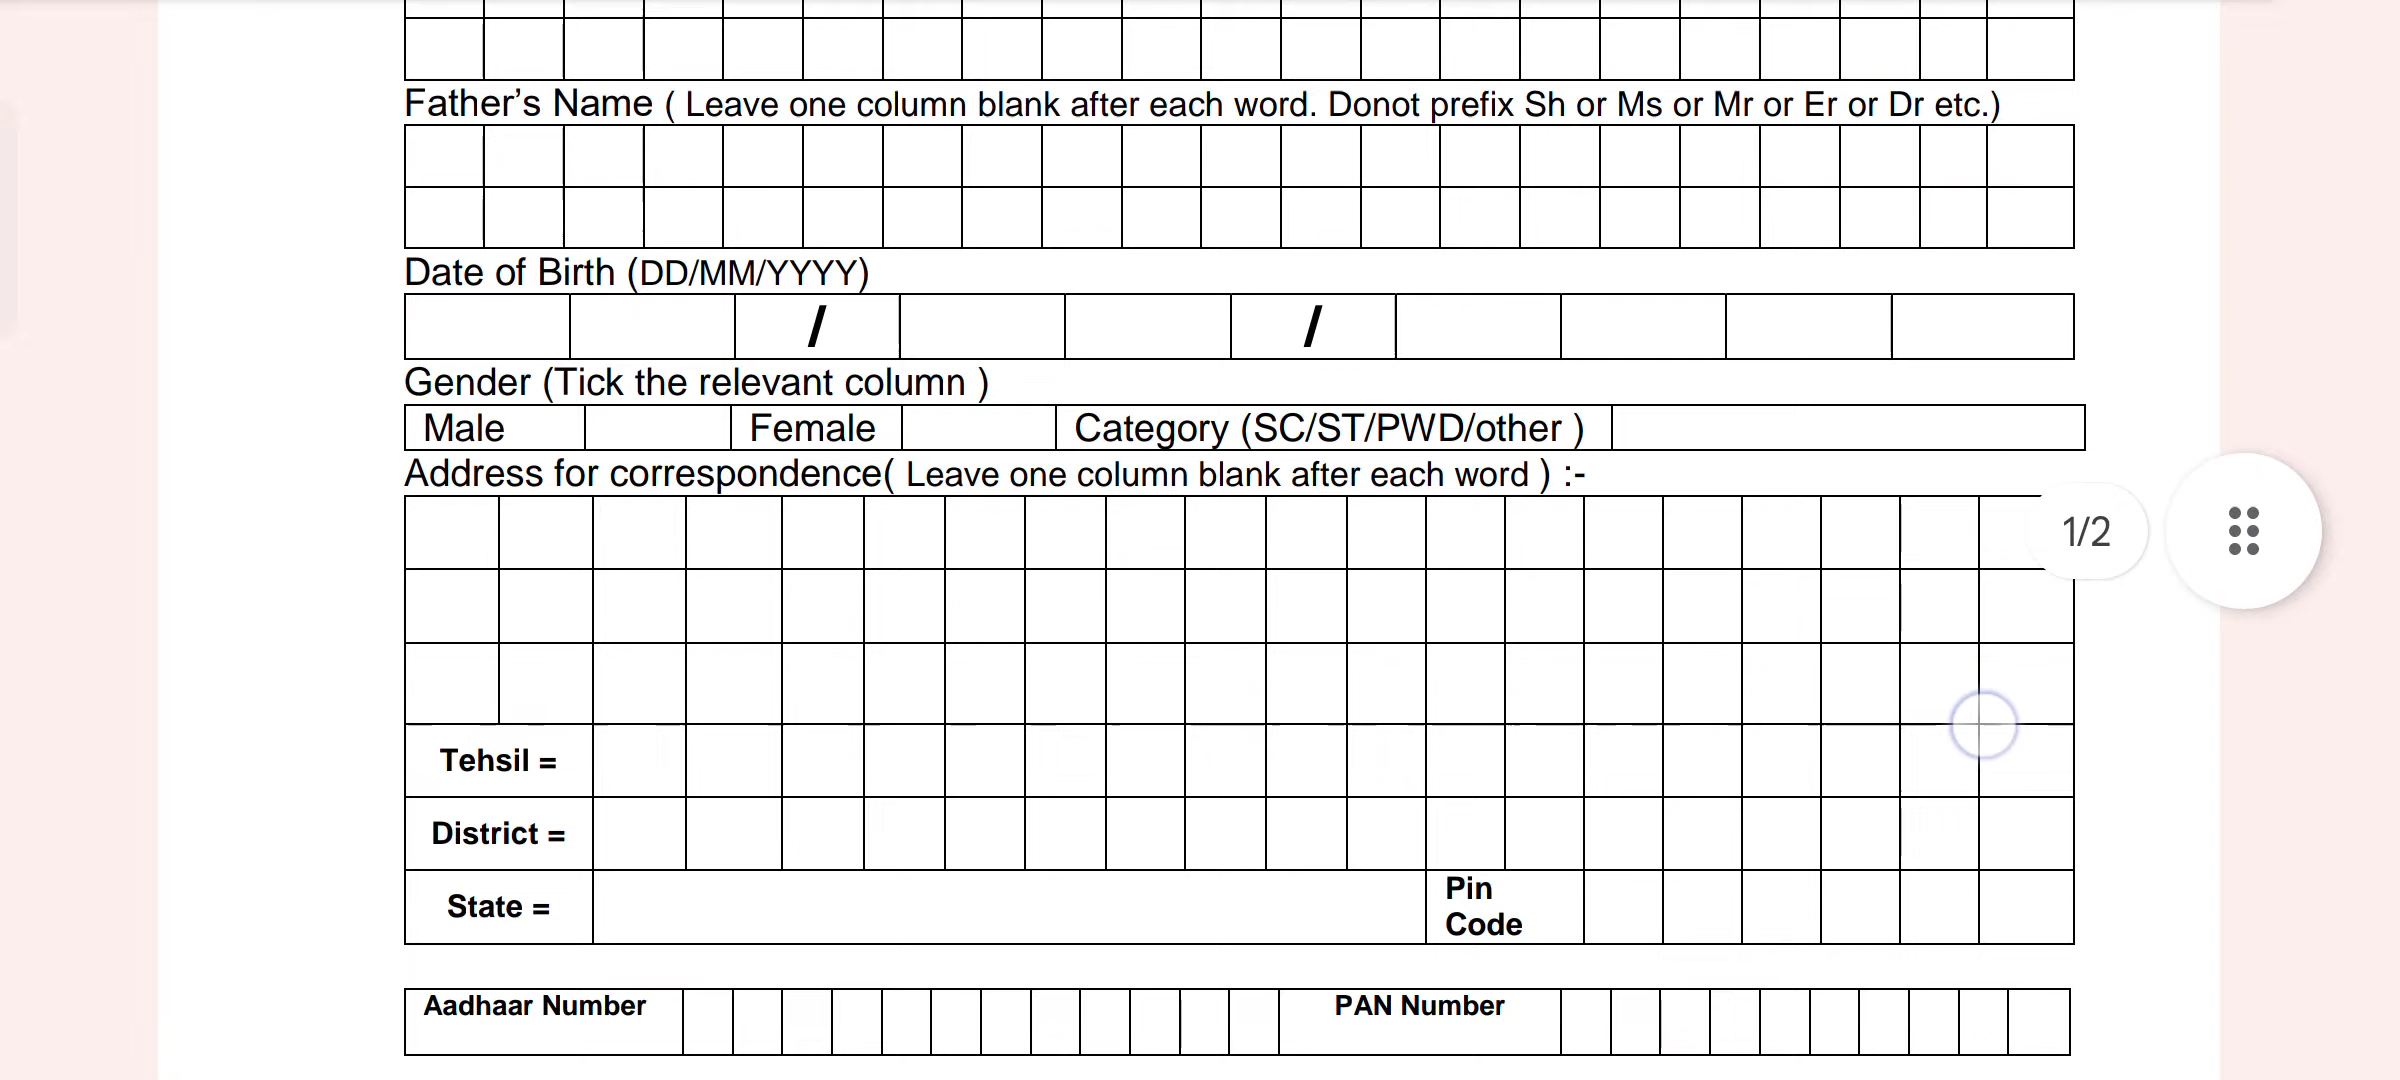 Father’s Name ( Leave one column blank after each word. Donot prefix Sh or Ms or Mr or Er or Dr etc.)
Date of Birth (DD/MM/YYYY)
/ /
Gender (Tick the relevant column )
Male Female Category (SC/ST/PWD/other )
Address for correspondence( Leave one column blank after each word ) :-
1/2
Tehsil =
District =
State =
Pin
Code
Aadhaar Number PAN Number